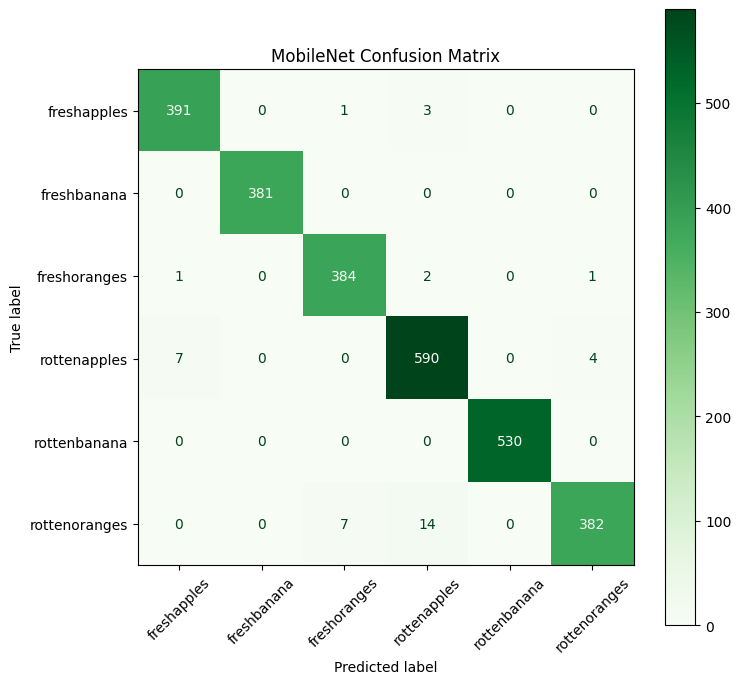 MobileNet Confusion Matrix
freshapples 391 0 1 3 0 0
freshbanana 0 381 0 0 0 0
freshoranges 1 0 384 2 0 1
rottenapples 7 0 0 590 0 4
rottenbanana 0 0 0 0 530 0
rottenoranges 0 0 7 14 0 382
freshapples freshbanana freshoranges rottenapples rottenbanana rottenoranges
Predicted label
True label
500
400
300
200
100
0